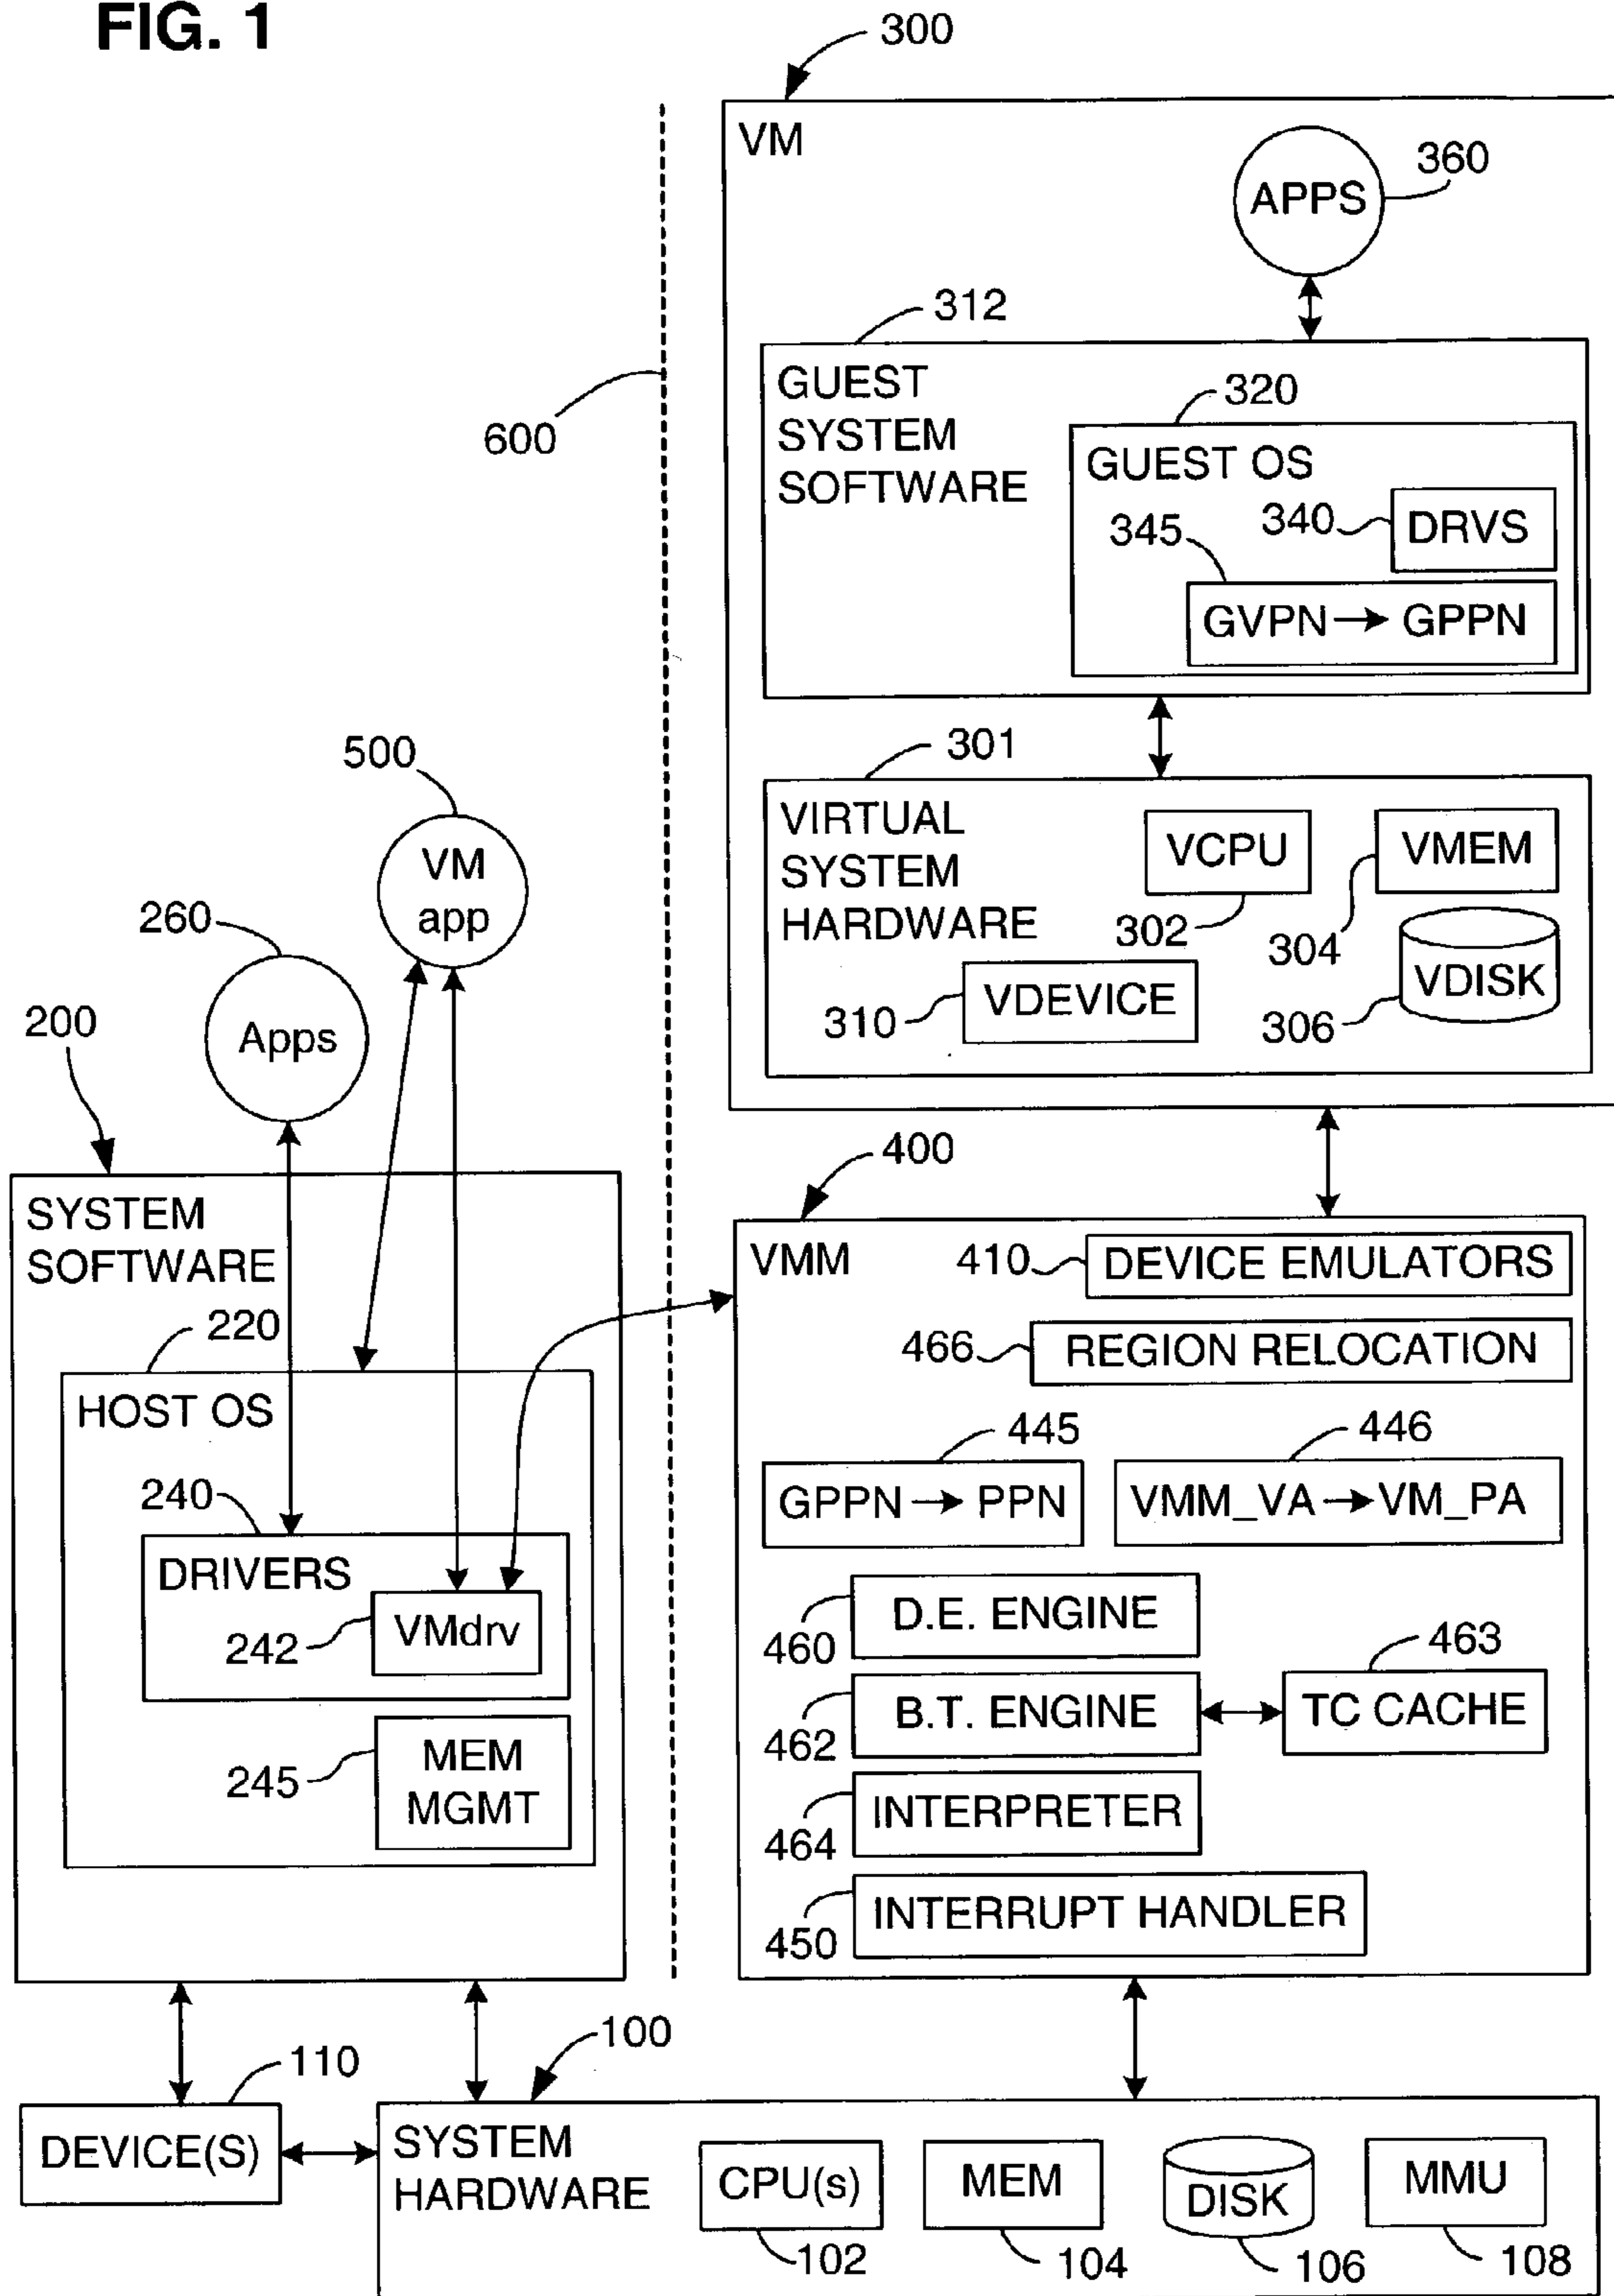 FIG. 1
300
VM
360
APPS
312
GUEST
SYSTEM
SOFTWARE
320
GUEST OS
340
DRVS
345
GVPN → GPPN
600
301
VIRTUAL
SYSTEM
HARDWARE
VCPU
302
VMEM
304
VDISK
306
310
VDEVICE
500
VM
app
260
Apps
200
SYSTEM
SOFTWARE
220
HOST OS
240
DRIVERS
242
VMdrv
245
MEM
MGMT
400
VMM
410
DEVICE EMULATORS
466
REGION RELOCATION
445
GPPN → PPN
446
VMM_VA → VM_PA
460
D.E. ENGINE
462
B.T. ENGINE
463
TC CACHE
464
INTERPRETER
450
INTERRUPT HANDLER
110
DEVICE(S)
100
SYSTEM
HARDWARE
CPU(s)
102
MEM
104
DISK
106
MMU
108